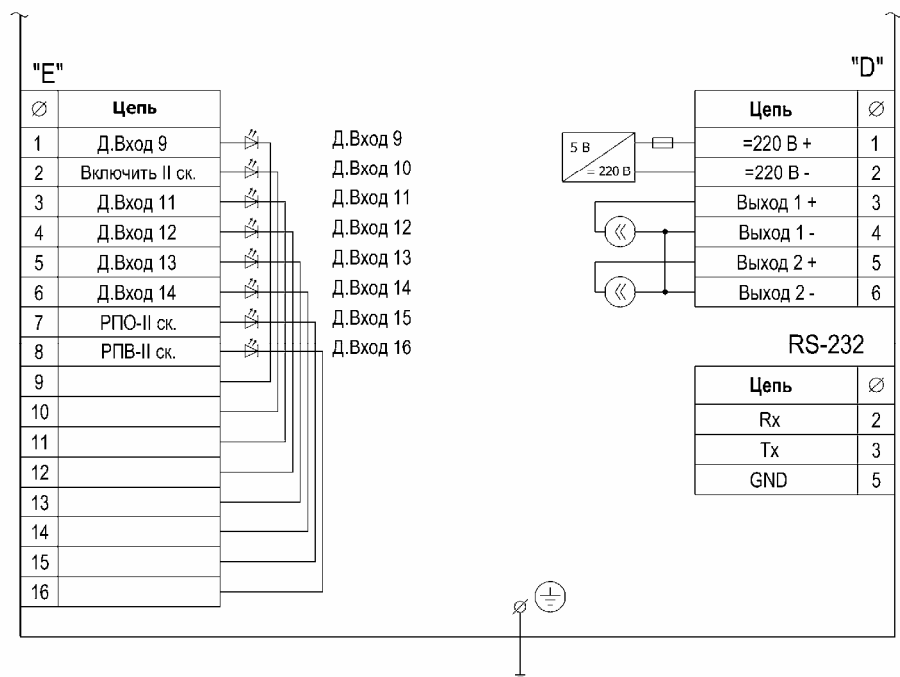 "E"
Ø Цепь
1 Д.Вход 9
2 Включить II ск.
3 Д.Вход 11
4 Д.Вход 12
5 Д.Вход 13
6 Д.Вход 14
7 РПО-II ск.
8 РПВ-II ск.
9
10
11
12
13
14
15
16
Д.Вход 9
Д.Вход 10
Д.Вход 11
Д.Вход 12
Д.Вход 13
Д.Вход 14
Д.Вход 15
Д.Вход 16
5 В
= 220 В
"D"
Цепь Ø
=220 В + 1
=220 В - 2
Выход 1 + 3
Выход 1 - 4
Выход 2 + 5
Выход 2 - 6
RS-232
Цепь Ø
Rx 2
Tx 3
GND 5